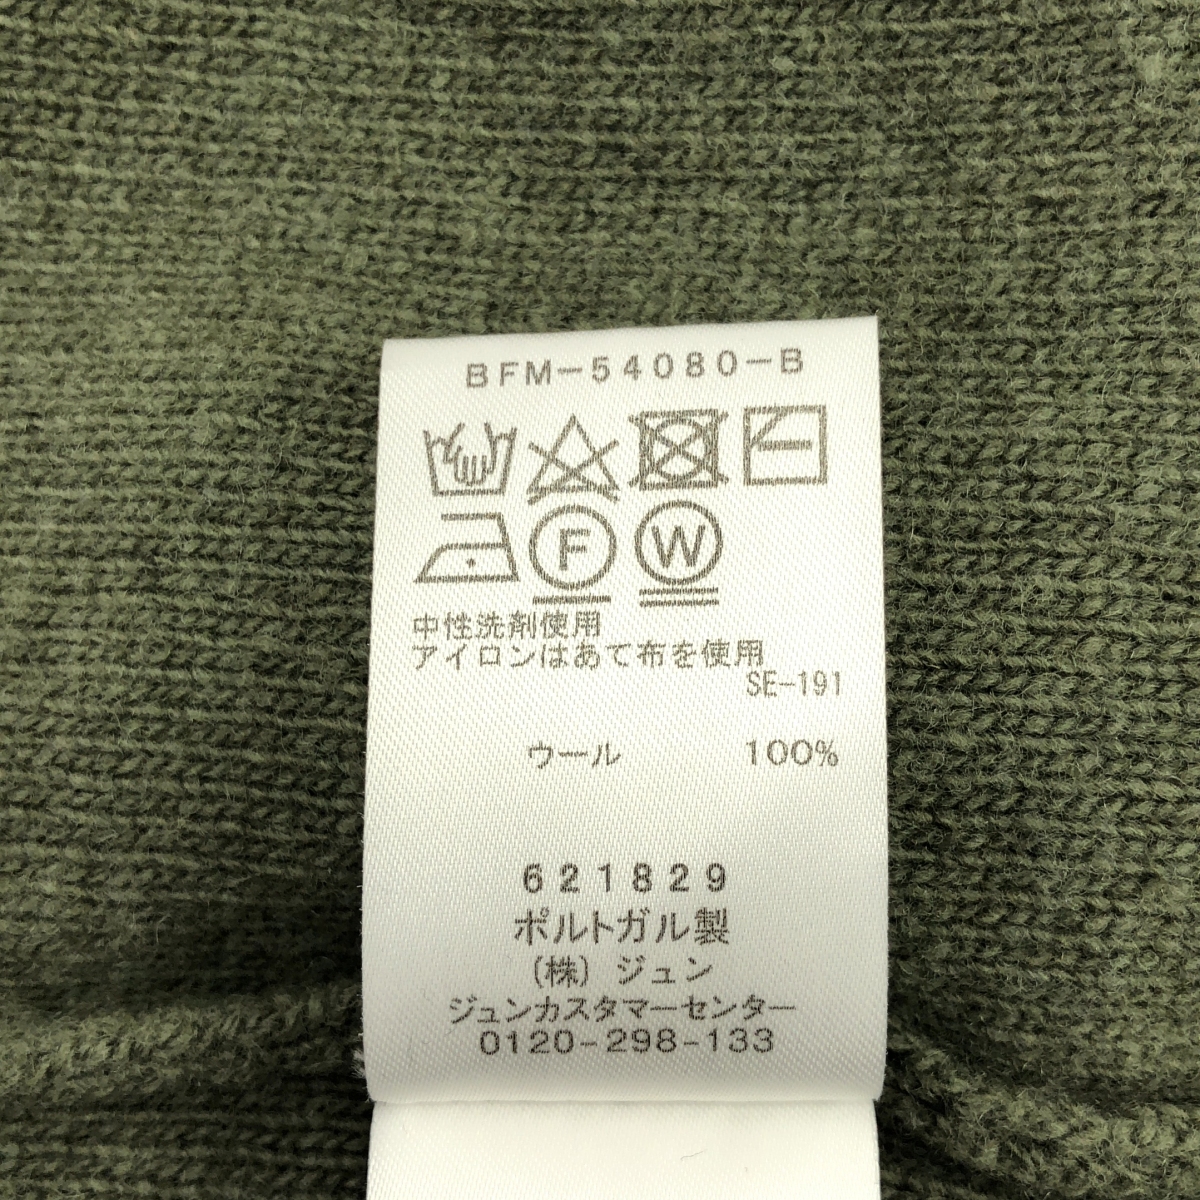 BFM-54080-B
F W
中性洗剤使用
アイロンはあて布を使用
SE-191
ウール 100%
621829
ポルトガル製
(株)ジュン
ジュンカスタマーセンター
0120-298-133